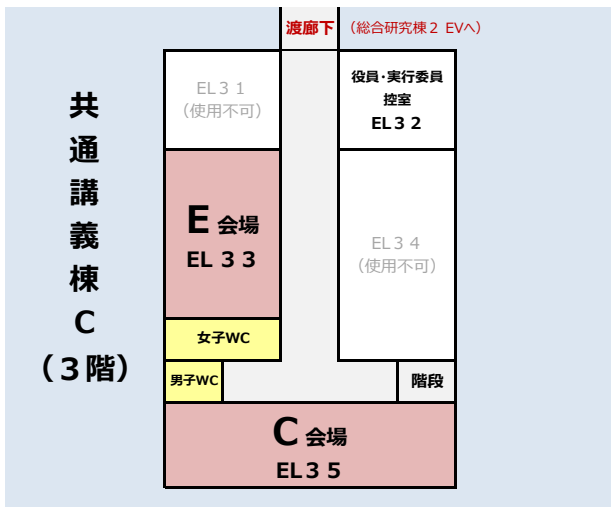 渡廊下 （総合研究棟２ EVへ）
共
通
講
義
棟
C
（３階）
EL３１
（使用不可）
役員・実行委員
控室
EL３２
E 会場
EL ３３
EL３４
（使用不可）
女子WC
男子WC
階段
C 会場
EL３５